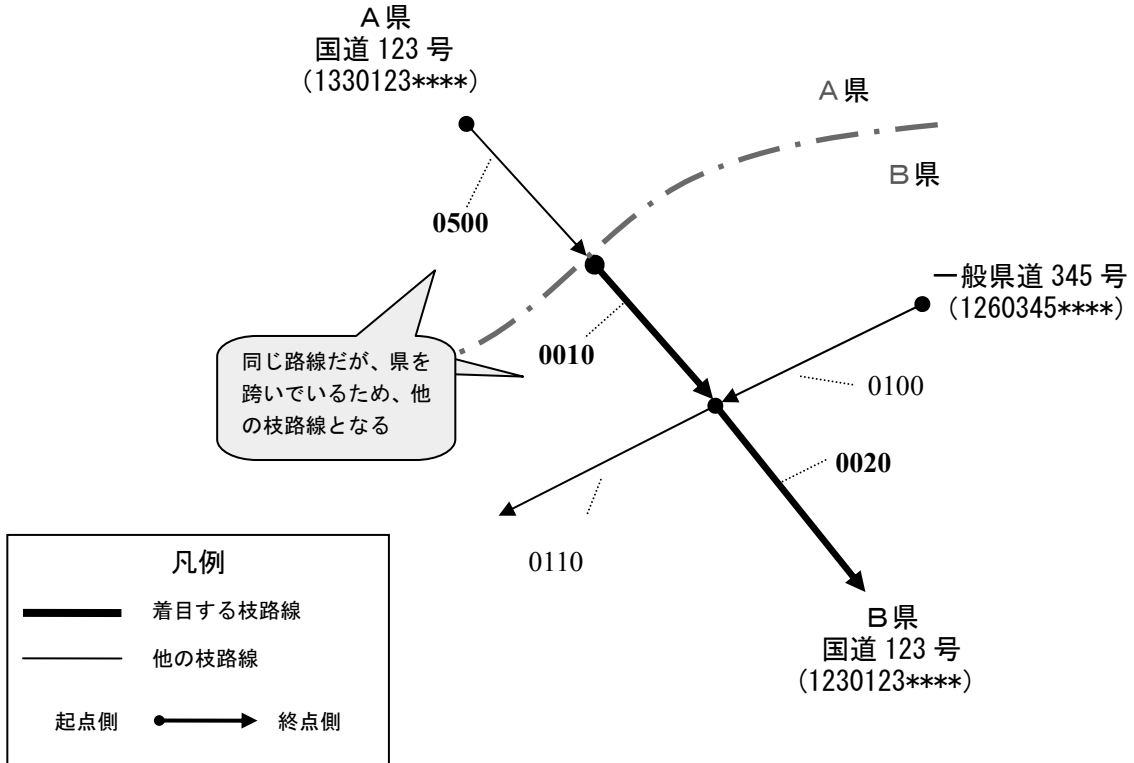 A県
国道 123 号
(1330123****)
A県
B県
0500
一般県道 345 号
(1260345****)
0010
同じ路線だが、県を
跨いでいるため、他
の枝路線となる
0100
0020
0110
凡例
着目する枝路線
他の枝路線
起点側
終点側
B県
国道 123 号
(1230123****)